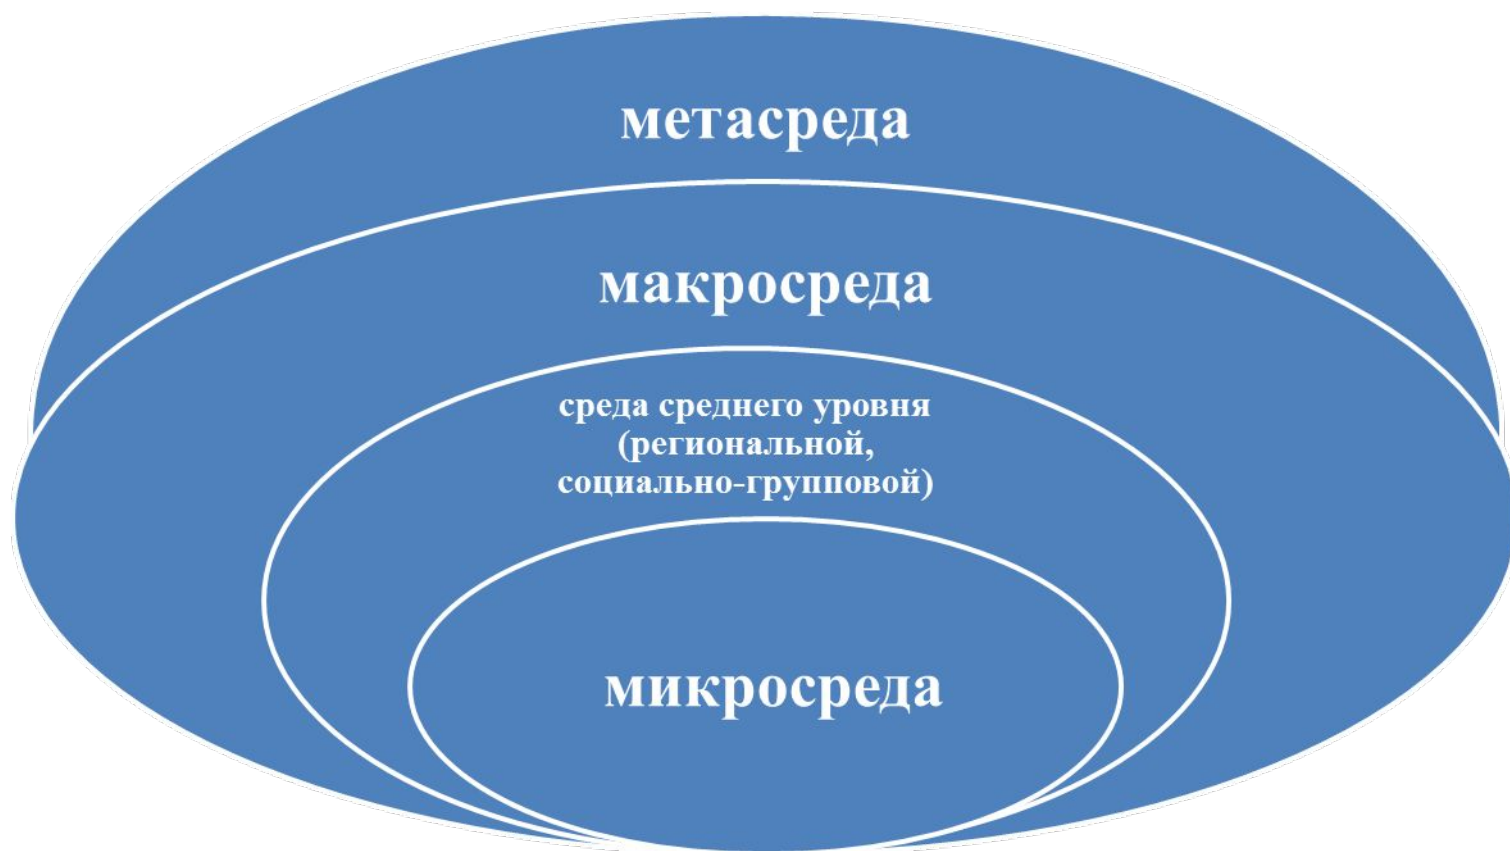 метасреда
макросреда
среда среднего уровня
(региональной,
социально-групповой)
микросреда